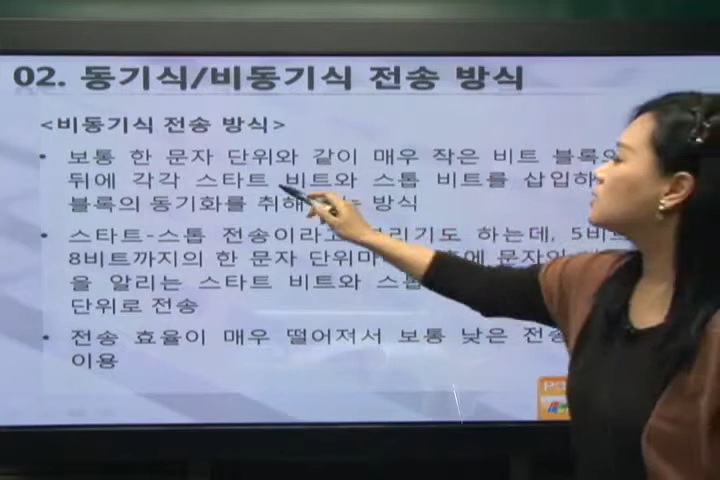 02. 동기식/비동기식 전송 방식
<비동기식 전송 방식>
• 보통 한 문자 단위와 같이 매우 작은 비트 블록의
뒤에 각각 스타트 비트와 스톱 비트를 삽입하
블록의 동기화를 취해 방식
• 스타트-스톱 전송이라고 불리기도 하는데, 5비트
8비트까지의 한 문자 단위마 문자의
을 알리는 스타트 비트와 스톱
단위로 전송
• 전송 효율이 매우 떨어져서 보통 낮은 전송
이용